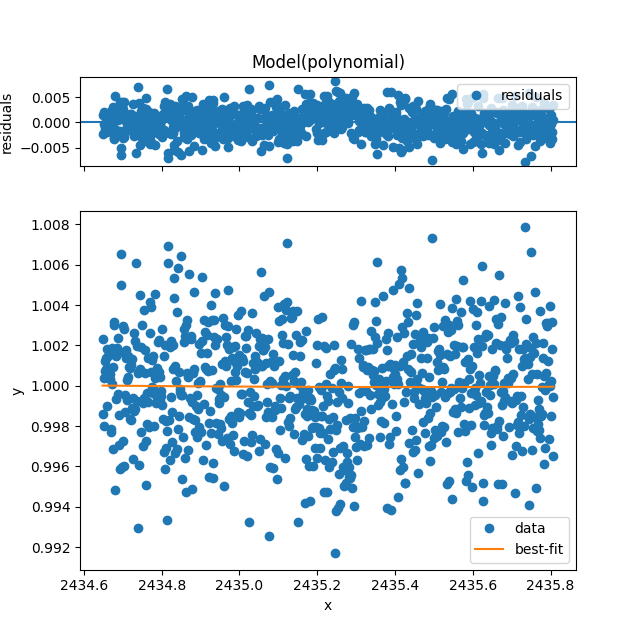 Model(polynomial)
residuals
0.005
0.000
−0.005
residuals
1.008
1.006
1.004
1.002
1.000
0.998
0.996
0.994
0.992
y
data
best-fit
2434.6 2434.8 2435.0 2435.2 2435.4 2435.6 2435.8
x